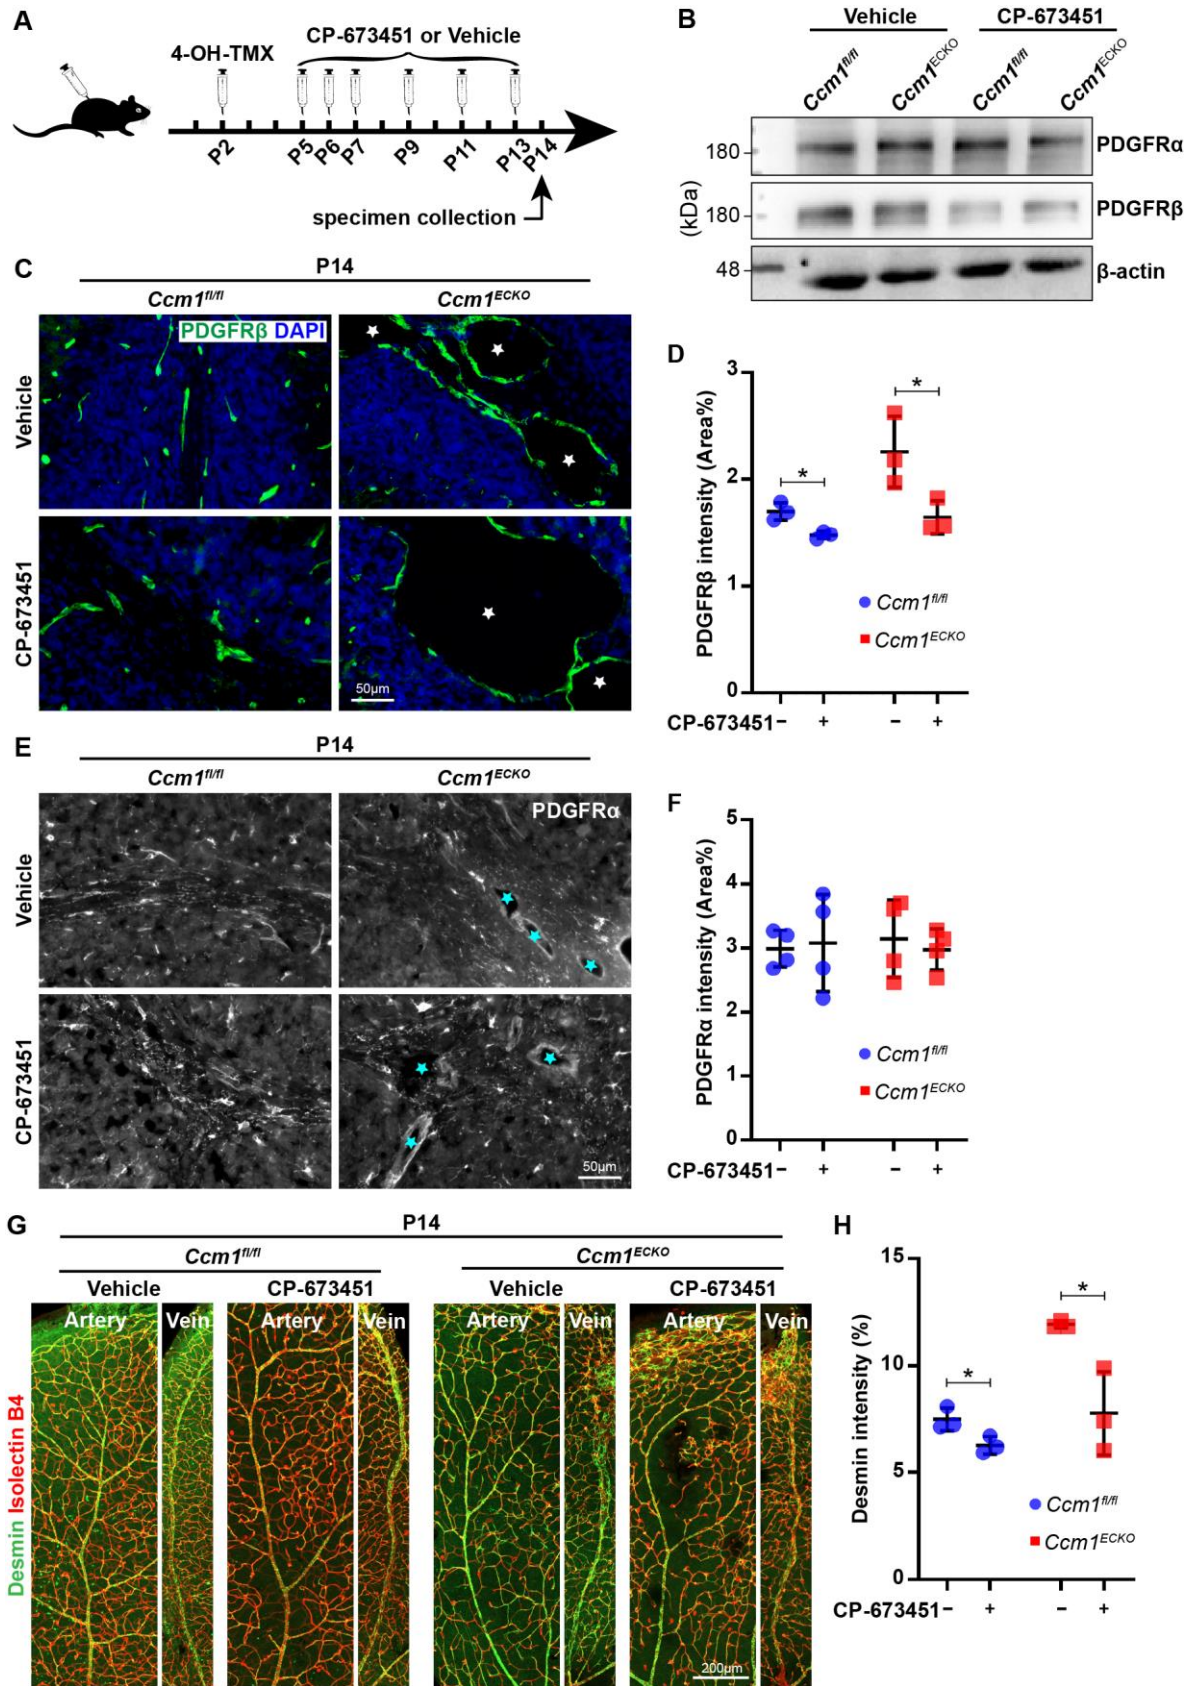 A
4-OH-TMX
CP-673451 or Vehicle
P2
P5
P6
P7
P9
P11
P13
P14
specimen collection
B
Vehicle
CP-673451
Ccm1fl/fl
Ccm1ECKO
Ccm1fl/fl
Ccm1ECKO
(kDa)
180
PDGFRα
180
PDGFRβ
48
β-actin
C
P14
Ccm1fl/fl
Ccm1ECKO
Vehicle
PDGFRβ DAPI
CP-673451
50µm
D
PDGFRβ intensity (Area%)
3
2
1
0
*
*
Ccm1fl/fl
Ccm1ECKO
CP-673451 − + − +
E
P14
Ccm1fl/fl
Ccm1ECKO
Vehicle
PDGFRα
CP-673451
50µm
F
PDGFRα intensity (Area%)
5
4
3
2
1
0
Ccm1fl/fl
Ccm1ECKO
CP-673451 − + − +
G
P14
Ccm1fl/fl
Ccm1ECKO
Vehicle
CP-673451
Vehicle
CP-673451
Artery Vein Artery Vein Artery Vein Artery Vein
Desmin Isolectin B4
200µm
H
Desmin intensity (%)
15
10
5
0
*
*
Ccm1fl/fl
Ccm1ECKO
CP-673451 − + − +